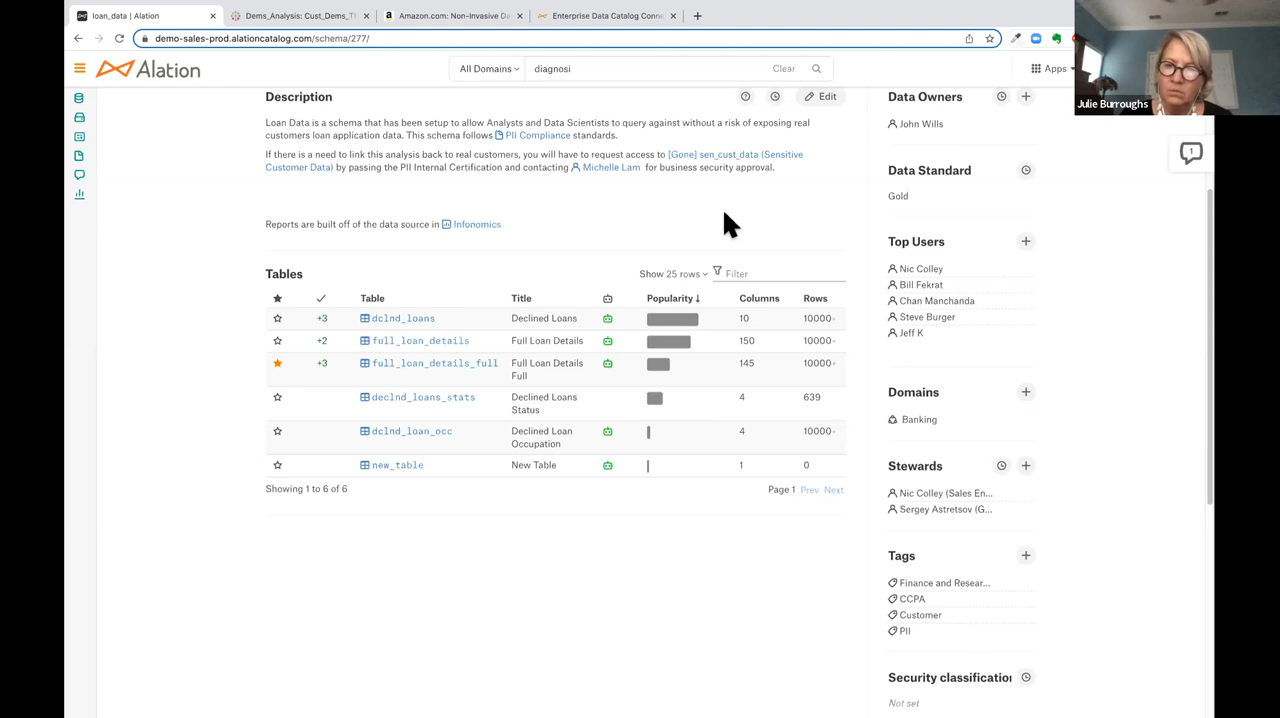 loan_data | Alation
Dems_Analysis: Cust_Dems_T
Amazon.com: Non-Invasive Da
Enterprise Data Catalog Conne
demo-sales-prod.alationcatalog.com/schema/277/
Alation
All Domains
diagnosi
Clear
Apps
Julie Burroughs
Description
Edit
Loan Data is a schema that has been setup to allow Analysts and Data Scientists to query against without a risk of exposing real
customers loan application data. This schema follows PII Compliance standards.
If there is a need to link this analysis back to real customers, you will have to request access to [Gone] sen_cust_data (Sensitive
Customer Data) by passing the PII Internal Certification and contacting Michelle Lam for business security approval.
Reports are built off of the data source in Infonomics
Tables
Show 25 rows
Filter
Table Title Popularity↓ Columns Rows
+3 dclnd_loans Declined Loans 10 10000+
+2 full_loan_details Full Loan Details 150 10000+
+3 full_loan_details_full Full Loan Details 145 10000+
Full
declnd_loans_stats Declined Loans 4 639
Status
dclnd_loan_occ Declined Loan 4 10000+
Occupation
new_table New Table 1 0
Showing 1 to 6 of 6
Page 1 Prev Next
Data Owners
John Wills
1
Data Standard
Gold
Top Users
Nic Colley
Bill Fekrat
Chan Manchanda
Steve Burger
Jeff K
Domains
Banking
Stewards
Nic Colley (Sales En...
Sergey Astretsov (G...
Tags
Finance and Resear...
CCPA
Customer
PII
Security classification
Not set